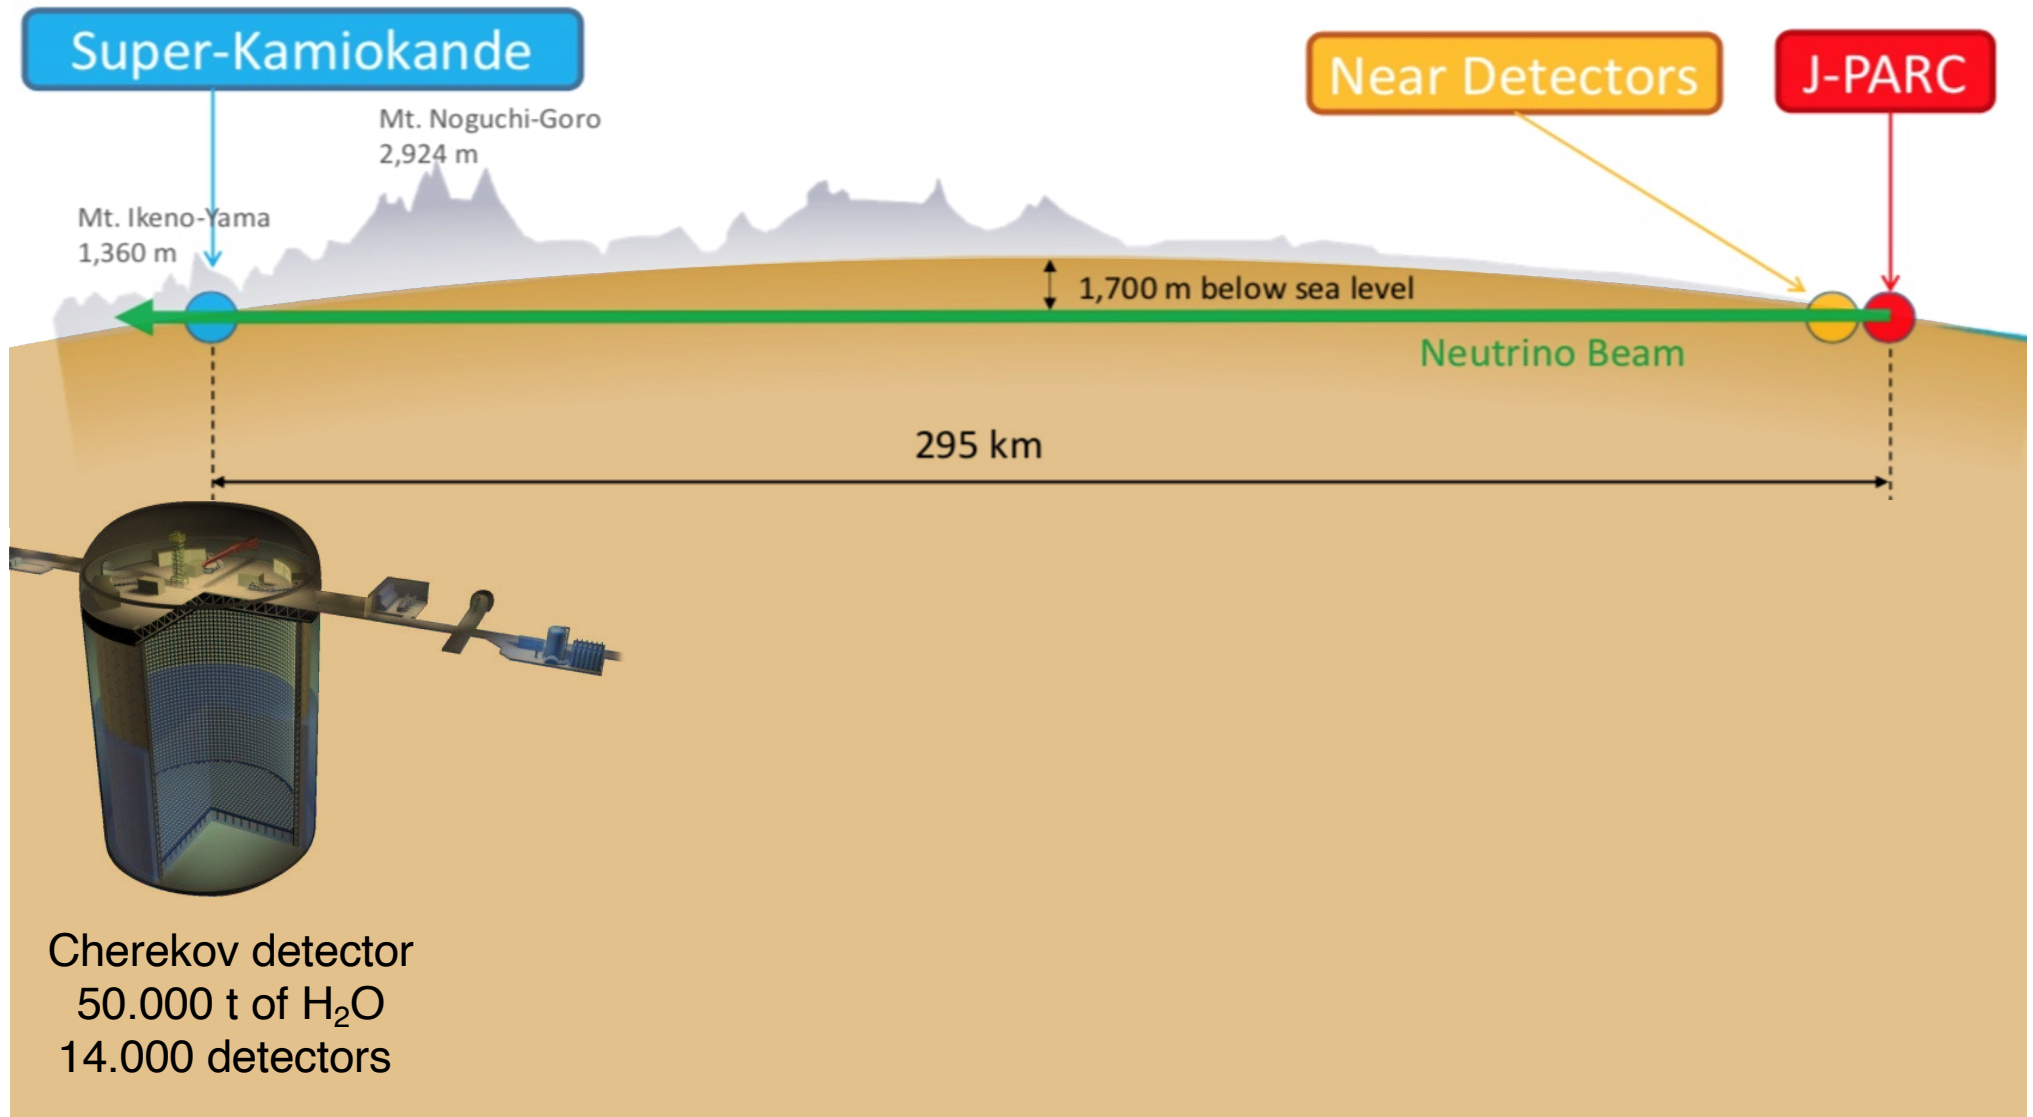 Super-Kamiokande
Near Detectors
J-PARC
Mt. Noguchi-Goro
2,924 m
Mt. Ikeno-Yama
1,360 m
1,700 m below sea level
Neutrino Beam
295 km
Cherekov detector
50.000 t of H₂O
14.000 detectors